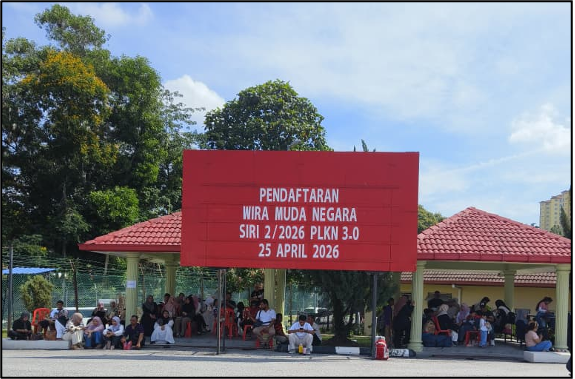 PENDAFTARAN
WIRA MUDA NEGARA
SIRI 2/2026 PLKN 3.0
25 APRIL 2026